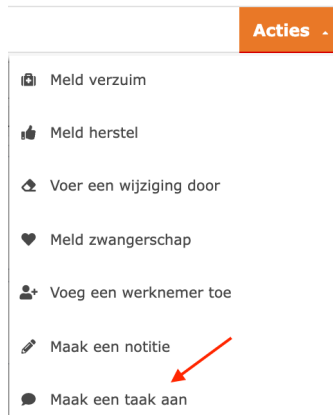 Acties
Meld verzuim
Meld herstel
Voer een wijziging door
Meld zwangerschap
Voeg een werknemer toe
Maak een notitie
Maak een taak aan